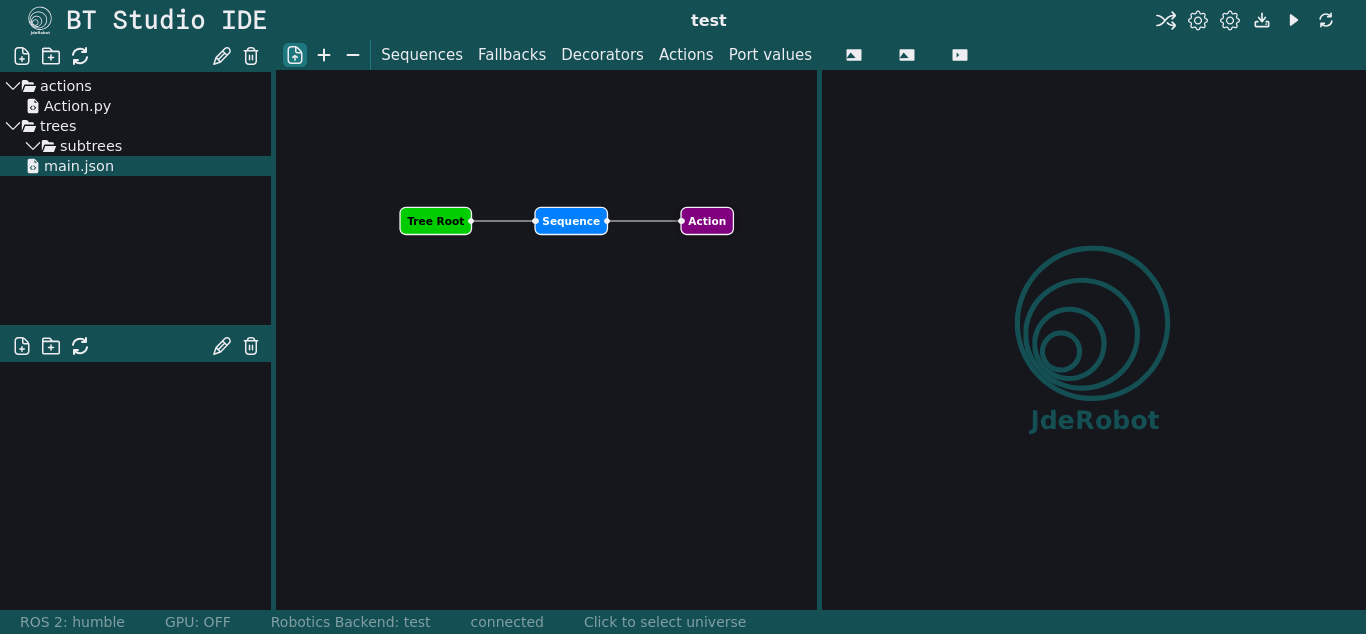 BT Studio IDE
test
Sequences Fallbacks Decorators Actions Port values
actions
Action.py
trees
subtrees
main.json
Tree Root Sequence Action
JdeRobot
ROS 2: humble GPU: OFF Robotics Backend: test connected Click to select universe